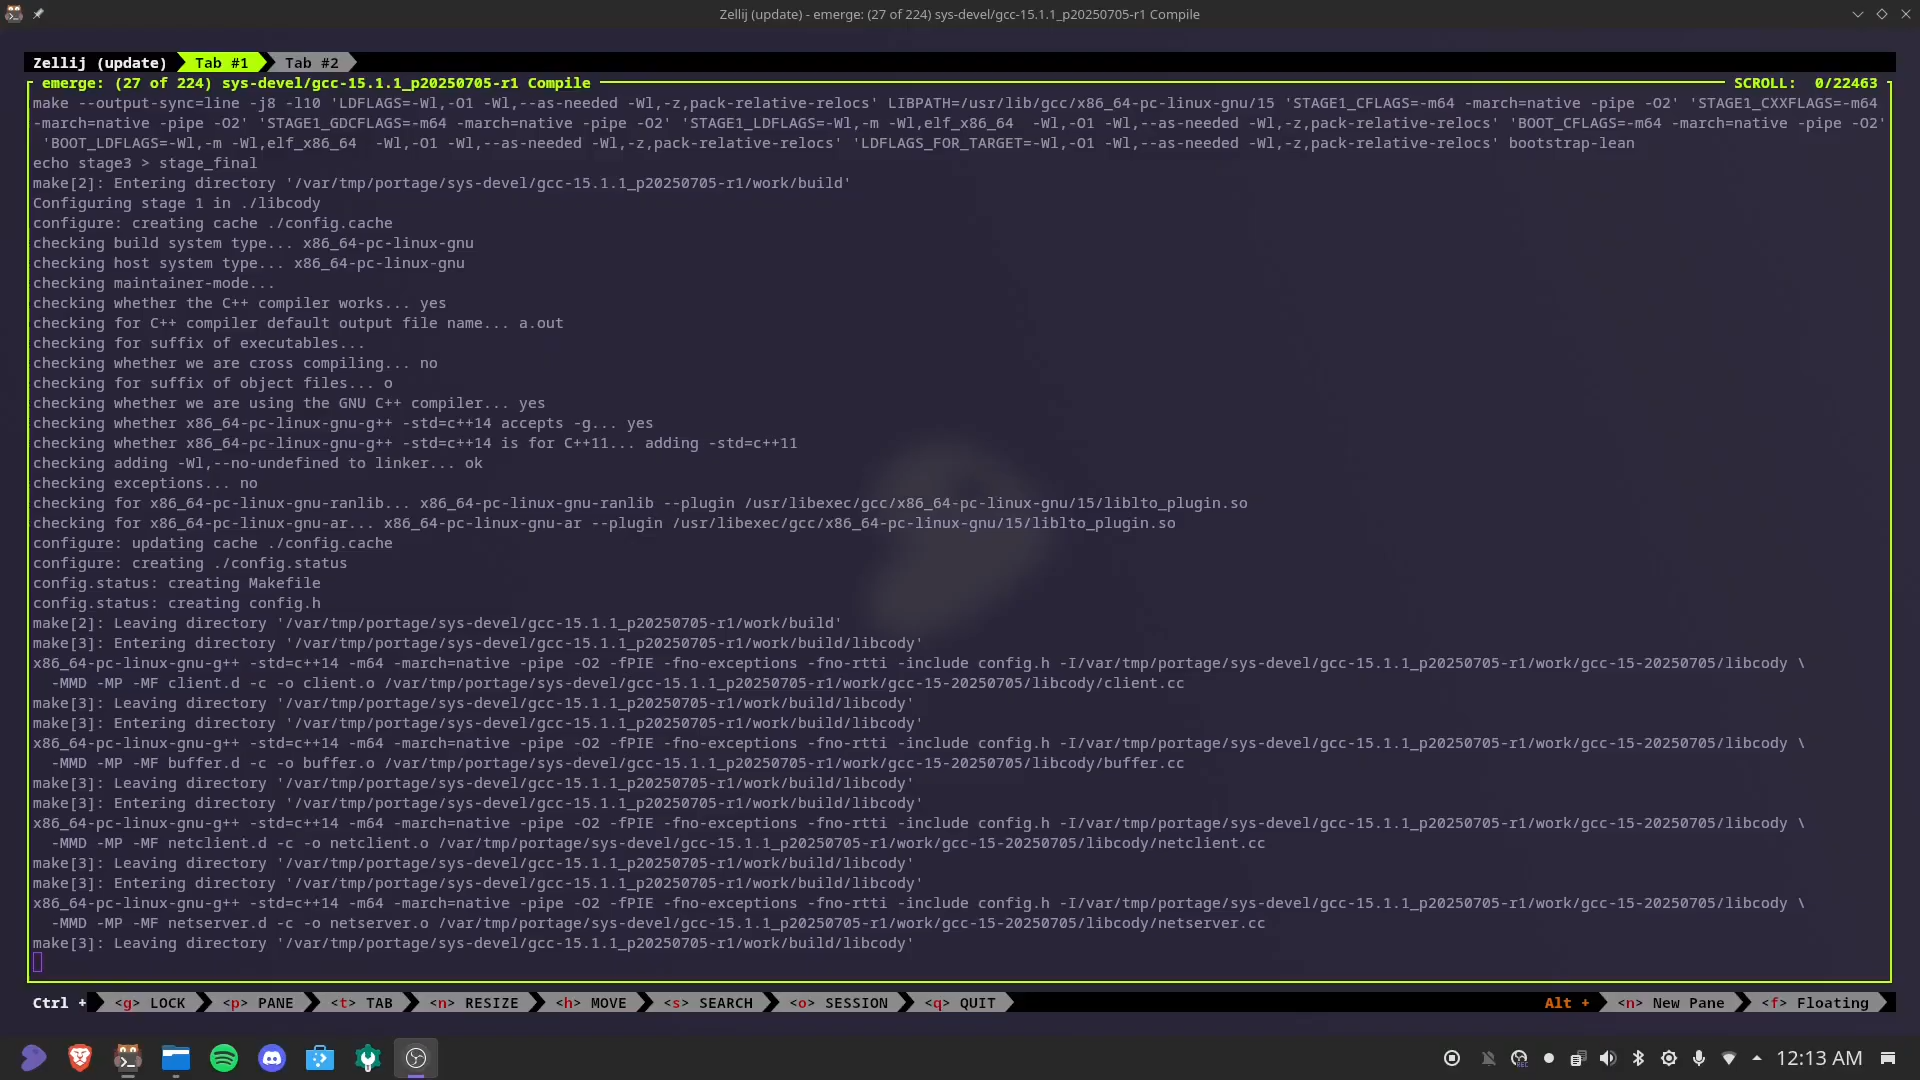 Zellij (update) - emerge: (27 of 224) sys-devel/gcc-15.1.1_p20250705-r1 Compile
Zellij (update) Tab #1 Tab #2
emerge: (27 of 224) sys-devel/gcc-15.1.1_p20250705-r1 Compile SCROLL: 0/22463
make --output-sync=line -j8 -l10 'LDFLAGS=-Wl,-O1 -Wl,--as-needed -Wl,-z,pack-relative-relocs' LIBPATH=/usr/lib/gcc/x86_64-pc-linux-gnu/15 'STAGE1_CFLAGS=-m64 -march=native -pipe -O2' 'STAGE1_CXXFLAGS=-m64
-march=native -pipe -O2' 'STAGE1_GDCFLAGS=-m64 -march=native -pipe -O2' 'STAGE1_LDFLAGS=-Wl,-m -Wl,elf_x86_64  -Wl,-O1 -Wl,--as-needed -Wl,-z,pack-relative-relocs' 'BOOT_CFLAGS=-m64 -march=native -pipe -O2'
'BOOT_LDFLAGS=-Wl,-m -Wl,elf_x86_64  -Wl,-O1 -Wl,--as-needed -Wl,-z,pack-relative-relocs' 'LDFLAGS_FOR_TARGET=-Wl,-O1 -Wl,--as-needed -Wl,-z,pack-relative-relocs' bootstrap-lean
echo stage3 > stage_final
make[2]: Entering directory '/var/tmp/portage/sys-devel/gcc-15.1.1_p20250705-r1/work/build'
Configuring stage 1 in ./libcody
configure: creating cache ./config.cache
checking build system type... x86_64-pc-linux-gnu
checking host system type... x86_64-pc-linux-gnu
checking maintainer-mode...
checking whether the C++ compiler works... yes
checking for C++ compiler default output file name... a.out
checking for suffix of executables...
checking whether we are cross compiling... no
checking for suffix of object files... o
checking whether we are using the GNU C++ compiler... yes
checking whether x86_64-pc-linux-gnu-g++ -std=c++14 accepts -g... yes
checking whether x86_64-pc-linux-gnu-g++ -std=c++14 is for C++11... adding -std=c++11
checking adding -Wl,--no-undefined to linker... ok
checking exceptions... no
checking for x86_64-pc-linux-gnu-ranlib... x86_64-pc-linux-gnu-ranlib --plugin /usr/libexec/gcc/x86_64-pc-linux-gnu/15/liblto_plugin.so
checking for x86_64-pc-linux-gnu-ar... x86_64-pc-linux-gnu-ar --plugin /usr/libexec/gcc/x86_64-pc-linux-gnu/15/liblto_plugin.so
configure: updating cache ./config.cache
configure: creating ./config.status
config.status: creating Makefile
config.status: creating config.h
make[2]: Leaving directory '/var/tmp/portage/sys-devel/gcc-15.1.1_p20250705-r1/work/build'
make[3]: Entering directory '/var/tmp/portage/sys-devel/gcc-15.1.1_p20250705-r1/work/build/libcody'
x86_64-pc-linux-gnu-g++ -std=c++14 -m64 -march=native -pipe -O2 -fPIE -fno-exceptions -fno-rtti -include config.h -I/var/tmp/portage/sys-devel/gcc-15.1.1_p20250705-r1/work/gcc-15-20250705/libcody \
-MMD -MP -MF client.d -c -o client.o /var/tmp/portage/sys-devel/gcc-15.1.1_p20250705-r1/work/gcc-15-20250705/libcody/client.cc
make[3]: Leaving directory '/var/tmp/portage/sys-devel/gcc-15.1.1_p20250705-r1/work/build/libcody'
make[3]: Entering directory '/var/tmp/portage/sys-devel/gcc-15.1.1_p20250705-r1/work/build/libcody'
x86_64-pc-linux-gnu-g++ -std=c++14 -m64 -march=native -pipe -O2 -fPIE -fno-exceptions -fno-rtti -include config.h -I/var/tmp/portage/sys-devel/gcc-15.1.1_p20250705-r1/work/gcc-15-20250705/libcody \
-MMD -MP -MF buffer.d -c -o buffer.o /var/tmp/portage/sys-devel/gcc-15.1.1_p20250705-r1/work/gcc-15-20250705/libcody/buffer.cc
make[3]: Leaving directory '/var/tmp/portage/sys-devel/gcc-15.1.1_p20250705-r1/work/build/libcody'
make[3]: Entering directory '/var/tmp/portage/sys-devel/gcc-15.1.1_p20250705-r1/work/build/libcody'
x86_64-pc-linux-gnu-g++ -std=c++14 -m64 -march=native -pipe -O2 -fPIE -fno-exceptions -fno-rtti -include config.h -I/var/tmp/portage/sys-devel/gcc-15.1.1_p20250705-r1/work/gcc-15-20250705/libcody \
-MMD -MP -MF netclient.d -c -o netclient.o /var/tmp/portage/sys-devel/gcc-15.1.1_p20250705-r1/work/gcc-15-20250705/libcody/netclient.cc
make[3]: Leaving directory '/var/tmp/portage/sys-devel/gcc-15.1.1_p20250705-r1/work/build/libcody'
make[3]: Entering directory '/var/tmp/portage/sys-devel/gcc-15.1.1_p20250705-r1/work/build/libcody'
x86_64-pc-linux-gnu-g++ -std=c++14 -m64 -march=native -pipe -O2 -fPIE -fno-exceptions -fno-rtti -include config.h -I/var/tmp/portage/sys-devel/gcc-15.1.1_p20250705-r1/work/gcc-15-20250705/libcody \
-MMD -MP -MF netserver.d -c -o netserver.o /var/tmp/portage/sys-devel/gcc-15.1.1_p20250705-r1/work/gcc-15-20250705/libcody/netserver.cc
make[3]: Leaving directory '/var/tmp/portage/sys-devel/gcc-15.1.1_p20250705-r1/work/build/libcody'
Ctrl + <g> LOCK <p> PANE <t> TAB <n> RESIZE <h> MOVE <s> SEARCH <o> SESSION <q> QUIT Alt + <n> New Pane <f> Floating
12:13 AM